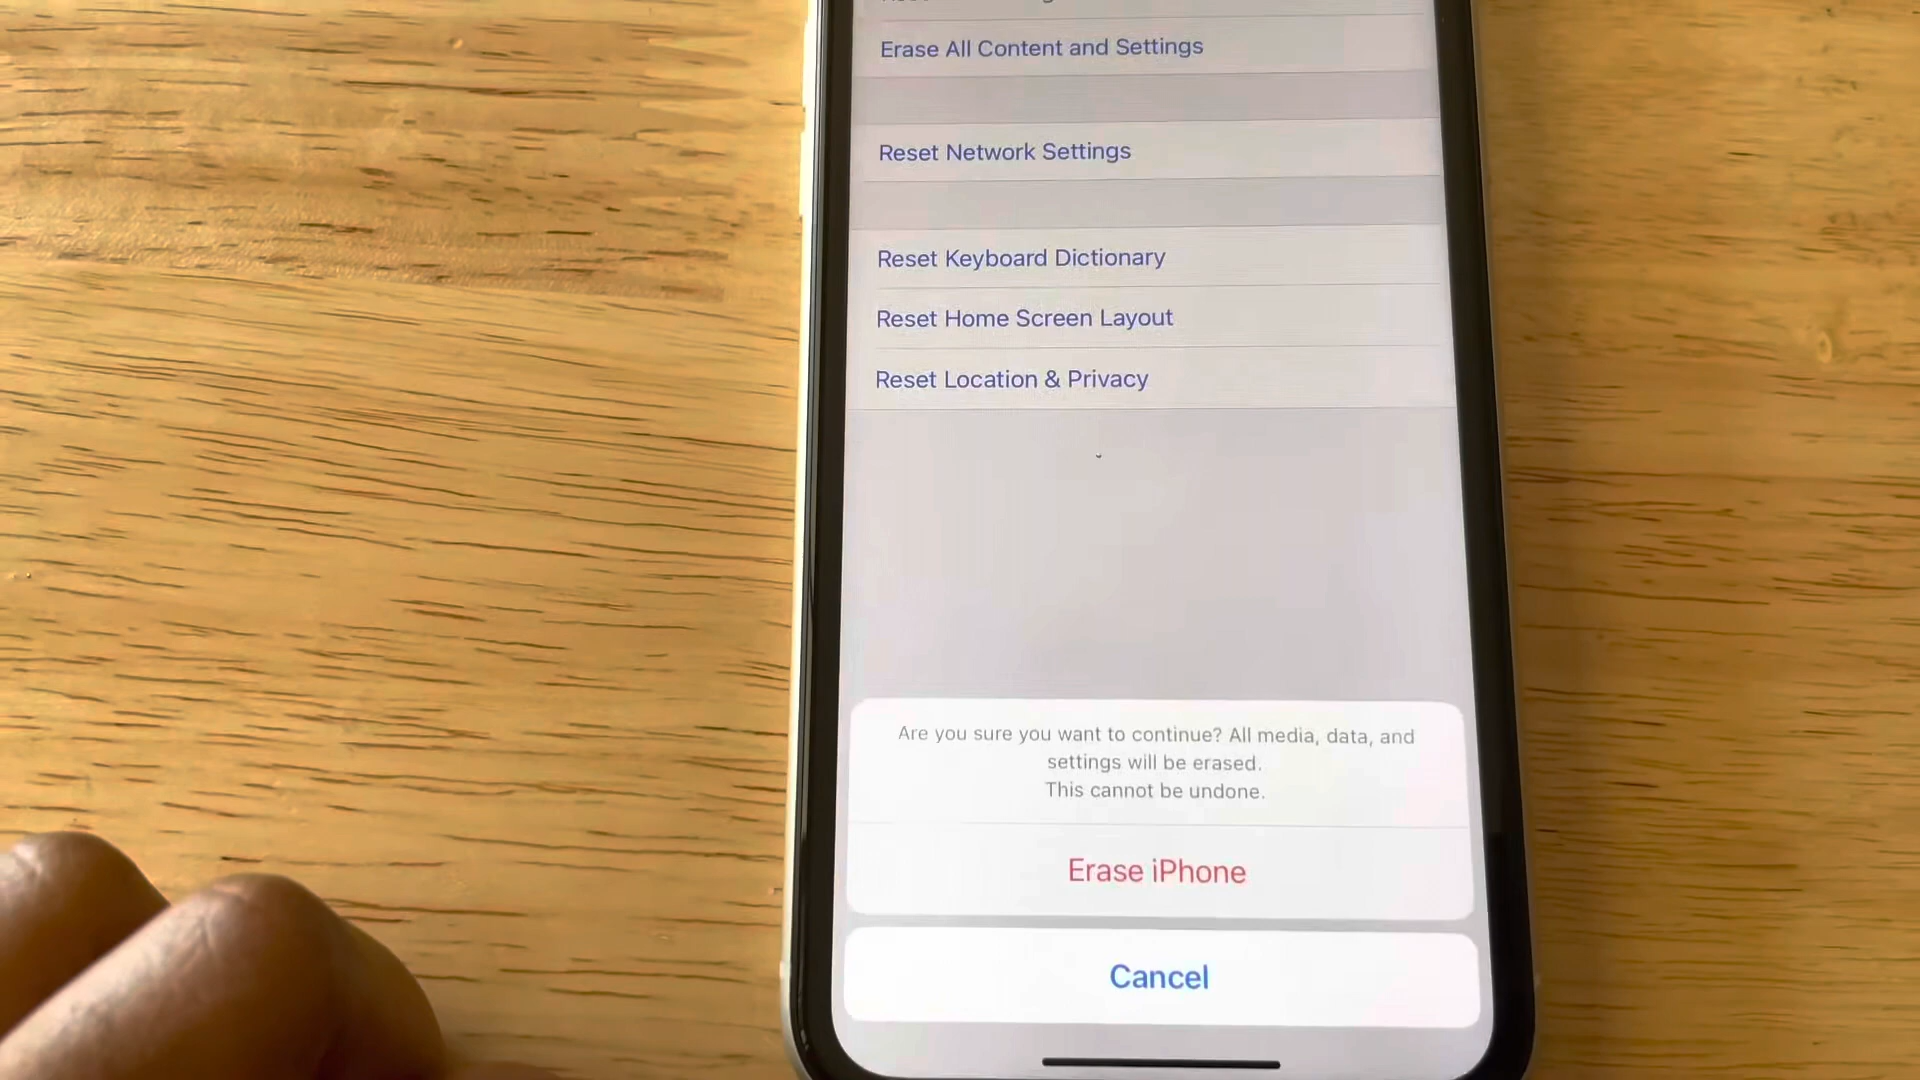 Erase All Content and Settings
Reset Network Settings
Reset Keyboard Dictionary
Reset Home Screen Layout
Reset Location & Privacy
Are you sure you want to continue? All media, data, and
settings will be erased.
This cannot be undone.
Erase iPhone
Cancel